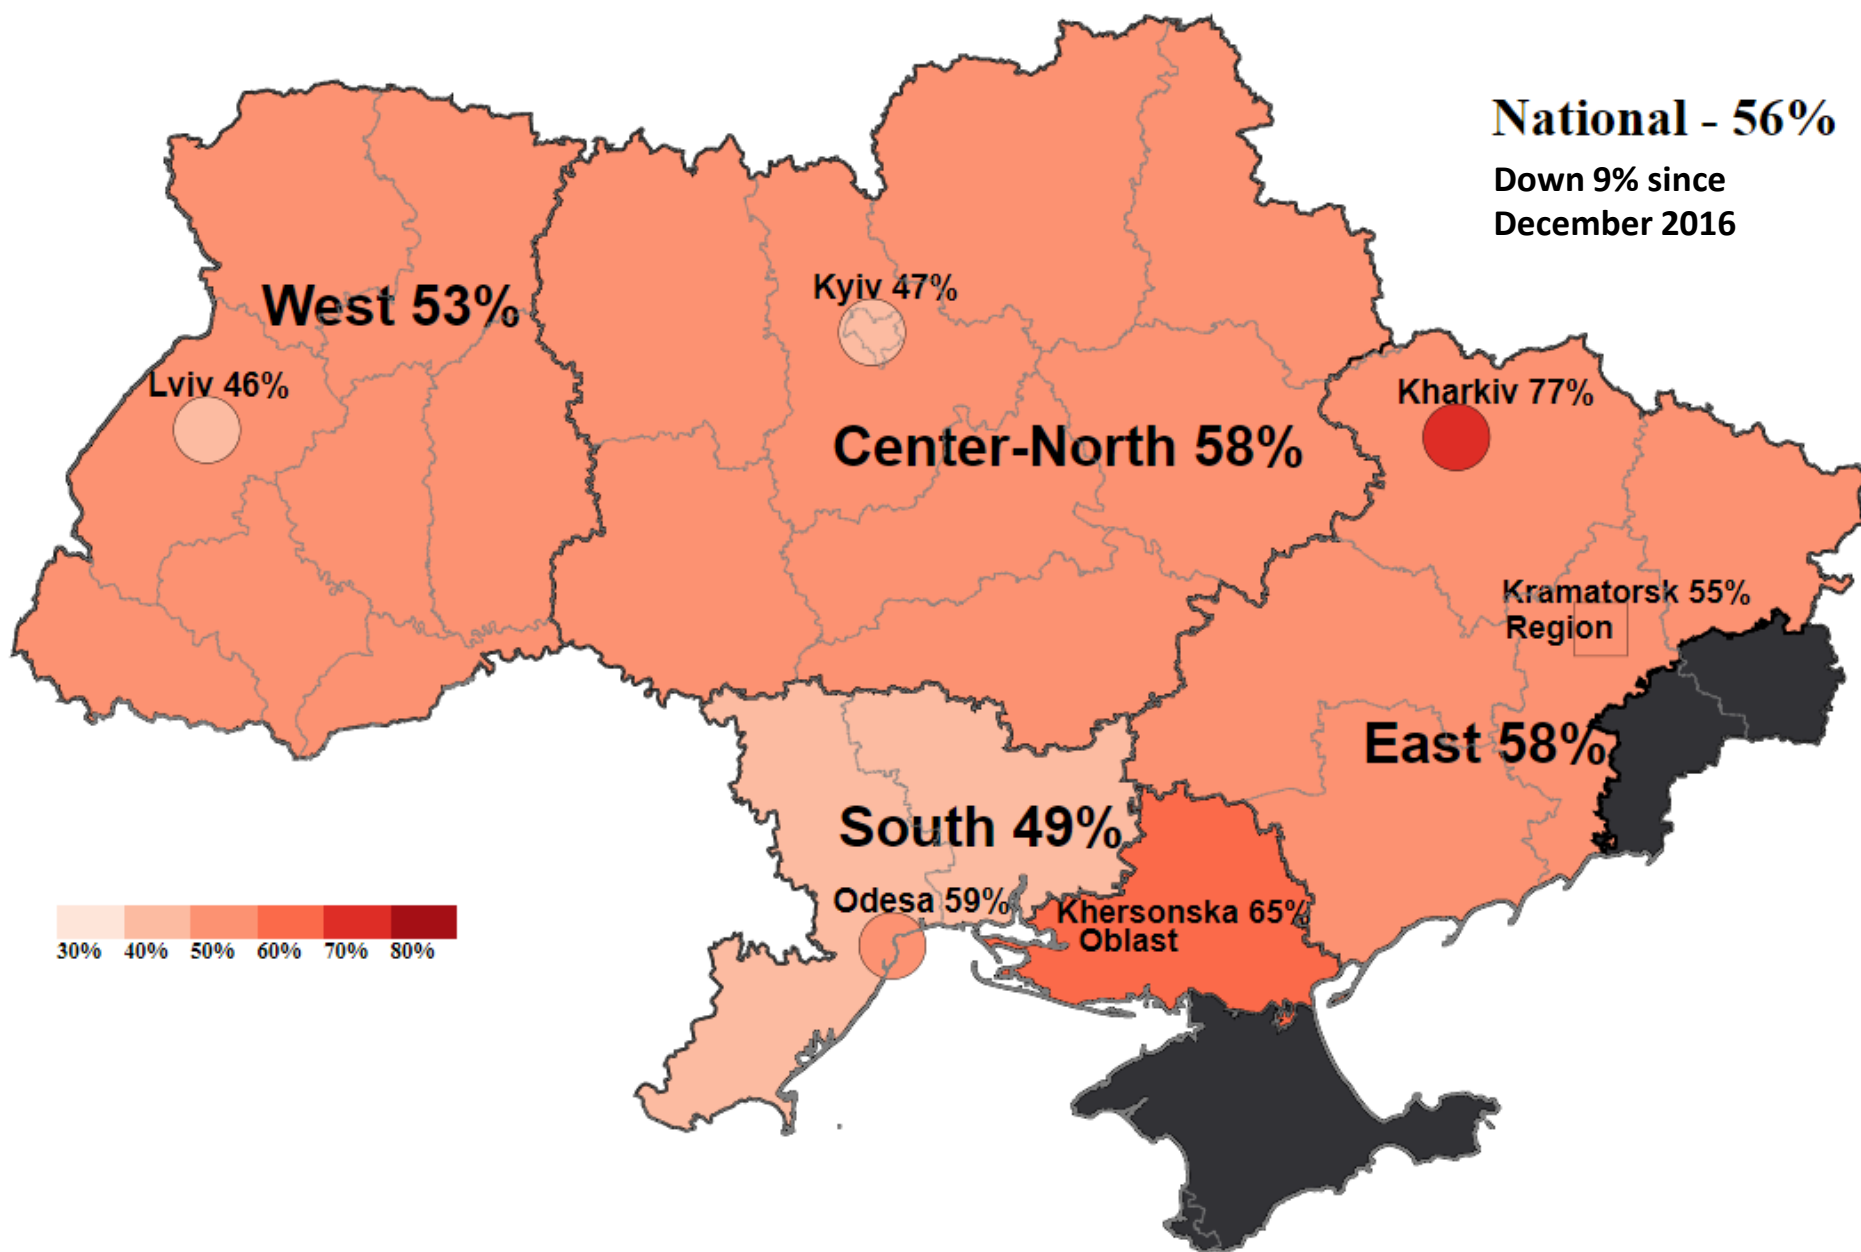 National - 56%
Down 9% since
December 2016
Kyiv 47%
West 53%
Lviv 46%
Kharkiv 77%
Center-North 58%
Kramatorsk 55%
Region
East 58%
South 49%
Odesa 59%
Khersonska 65%
Oblast
30% 40% 50% 60% 70% 80%